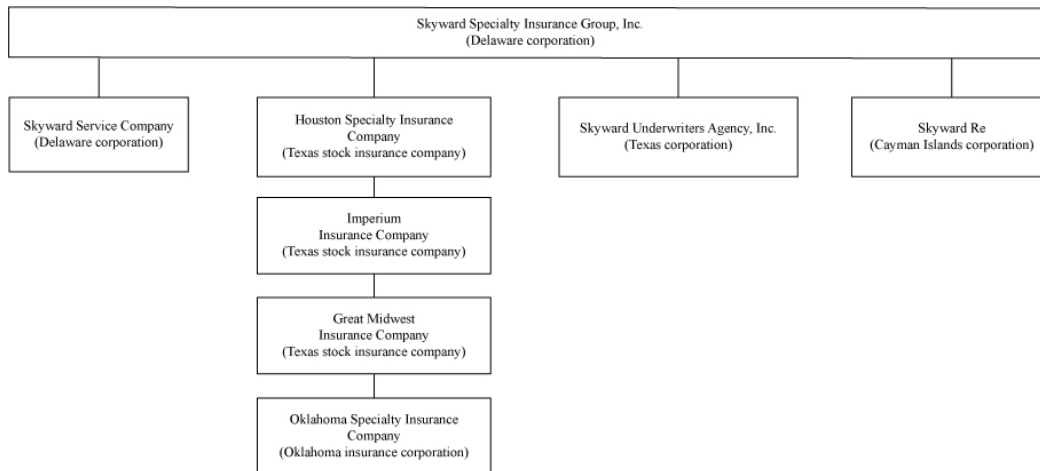 Skyward Specialty Insurance Group, Inc.
(Delaware corporation)
Skyward Service Company
(Delaware corporation)
Houston Specialty Insurance
Company
(Texas stock insurance company)
Skyward Underwriters Agency, Inc.
(Texas corporation)
Skyward Re
(Cayman Islands corporation)
Imperium
Insurance Company
(Texas stock insurance company)
Great Midwest
Insurance Company
(Texas stock insurance company)
Oklahoma Specialty Insurance
Company
(Oklahoma insurance corporation)